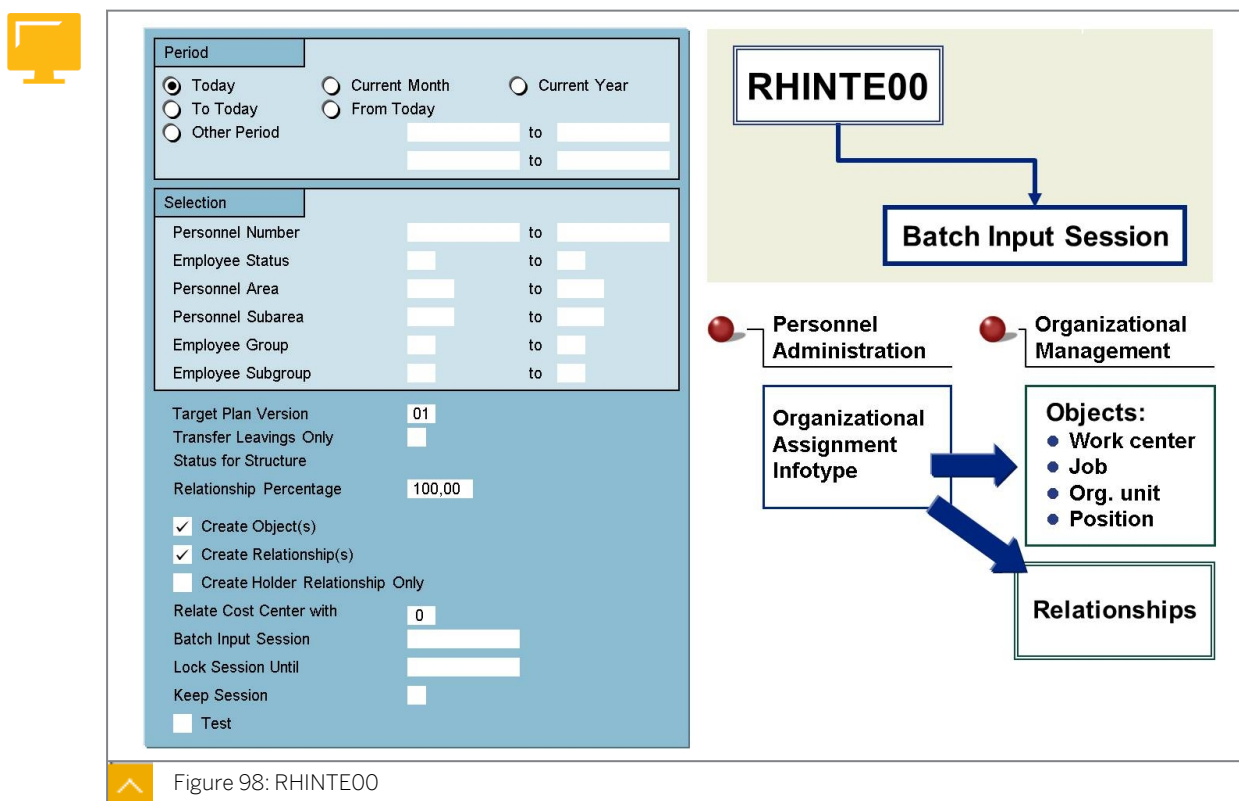 Period
Today Current Month Current Year
To Today From Today
Other Period to
to
Selection
Personnel Number to
Employee Status to
Personnel Area to
Personnel Subarea to
Employee Group to
Employee Subgroup to
Target Plan Version 01
Transfer Leavings Only
Status for Structure
Relationship Percentage 100,00
Create Object(s)
Create Relationship(s)
Create Holder Relationship Only
Relate Cost Center with 0
Batch Input Session
Lock Session Until
Keep Session
Test
RHINTE00
Batch Input Session
Personnel
Administration
Organizational
Management
Organizational
Assignment
Infotype
Objects:
Work center
Job
Org. unit
Position
Relationships
Figure 98: RHINTE00